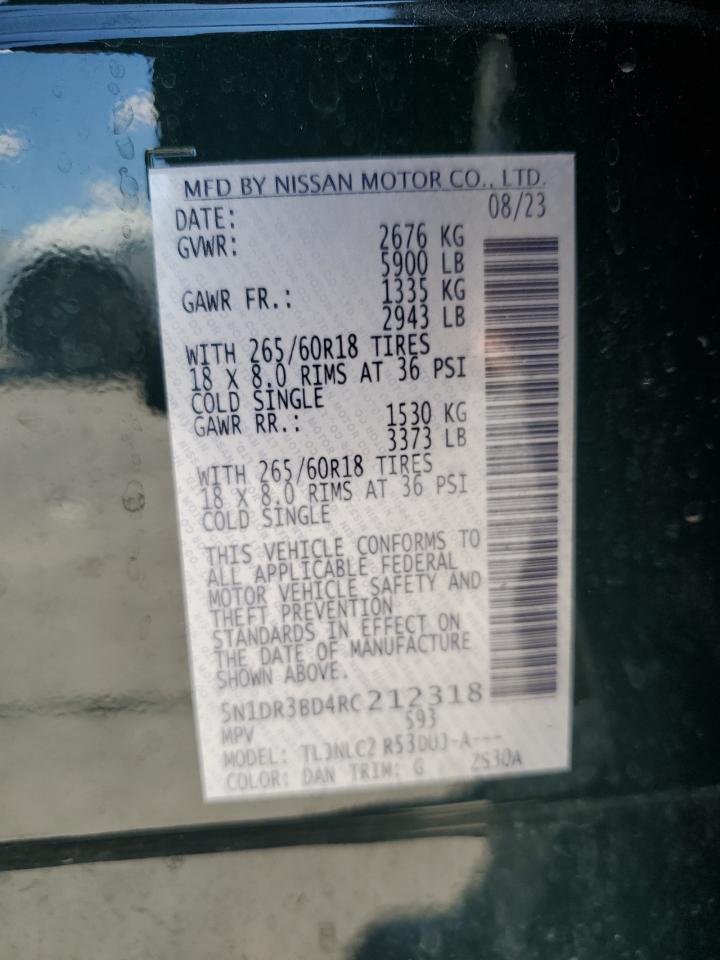 MFD BY NISSAN MOTOR CO., LTD.
DATE: 08/23
GVWR: 2676 KG
5900 LB
GAWR FR.: 1335 KG
2943 LB
WITH 265/60R18 TIRES
18 X 8.0 RIMS AT 36 PSI
COLD SINGLE
GAWR RR.: 1530 KG
3373 LB
WITH 265/60R18 TIRES
18 X 8.0 RIMS AT 36 PSI
COLD SINGLE
THIS VEHICLE CONFORMS TO
ALL APPLICABLE FEDERAL
MOTOR VEHICLE SAFETY AND
THEFT PREVENTION
STANDARDS IN EFFECT ON
THE DATE OF MANUFACTURE
SHOWN ABOVE.
5N1DR3BD4RC212318
MPV 593
MODEL: TLJNLC2 R53DUJ-A---
COLOR: DAN TRIM: G 2S30A